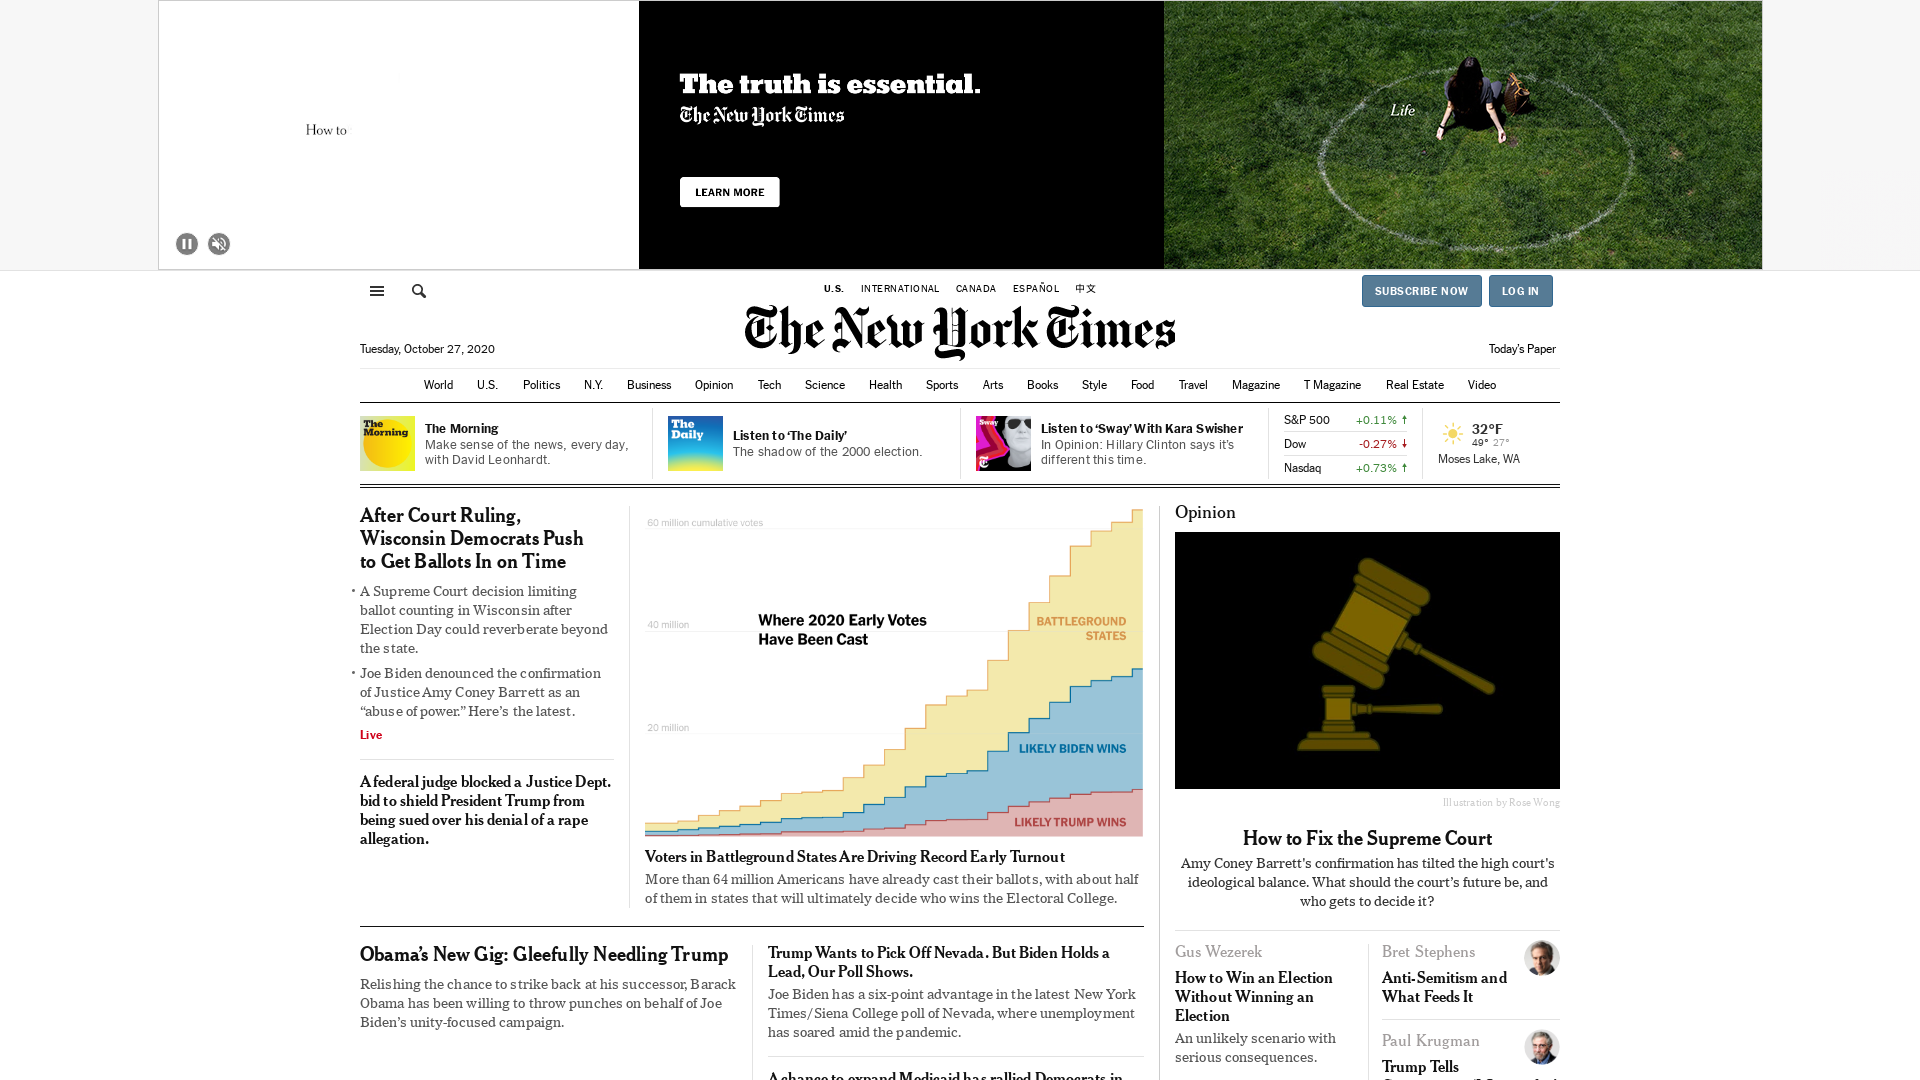 How to
The truth is essential.
The New York Times
LEARN MORE
Life
U.S. INTERNATIONAL CANADA ESPAÑOL 中文
SUBSCRIBE NOW LOG IN
The New York Times
Tuesday, October 27, 2020
Today's Paper
World U.S. Politics N.Y. Business Opinion Tech Science Health Sports Arts Books Style Food Travel Magazine T Magazine Real Estate Video
The Morning
The Morning
Make sense of the news, every day,
with David Leonhardt.
The Daily
Listen to ‘The Daily’
The shadow of the 2000 election.
Sway
Listen to ‘Sway’ With Kara Swisher
In Opinion: Hillary Clinton says it’s
different this time.
S&P 500 +0.11% ↑
Dow -0.27% ↓
Nasdaq +0.73% ↑
32°F
49° 27°
Moses Lake, WA
After Court Ruling,
Wisconsin Democrats Push
to Get Ballots In on Time
• A Supreme Court decision limiting
ballot counting in Wisconsin after
Election Day could reverberate beyond
the state.
• Joe Biden denounced the confirmation
of Justice Amy Coney Barrett as an
“abuse of power.” Here’s the latest.
Live
A federal judge blocked a Justice Dept.
bid to shield President Trump from
being sued over his denial of a rape
allegation.
60 million cumulative votes
40 million
20 million
Where 2020 Early Votes
Have Been Cast
BATTLEGROUND
STATES
LIKELY BIDEN WINS
LIKELY TRUMP WINS
Voters in Battleground States Are Driving Record Early Turnout
More than 64 million Americans have already cast their ballots, with about half
of them in states that will ultimately decide who wins the Electoral College.
Obama’s New Gig: Gleefully Needling Trump
Relishing the chance to strike back at his successor, Barack
Obama has been willing to throw punches on behalf of Joe
Biden’s unity-focused campaign.
Trump Wants to Pick Off Nevada. But Biden Holds a
Lead, Our Poll Shows.
Joe Biden has a six-point advantage in the latest New York
Times/Siena College poll of Nevada, where unemployment
has soared amid the pandemic.
A chance to expand Medicaid has rallied Democrats in
Opinion
Illustration by Rose Wong
How to Fix the Supreme Court
Amy Coney Barrett's confirmation has tilted the high court's
ideological balance. What should the court’s future be, and
who gets to decide it?
Gus Wezerek
How to Win an Election
Without Winning an
Election
An unlikely scenario with
serious consequences.
Bret Stephens
Anti-Semitism and
What Feeds It
Paul Krugman
Trump Tells